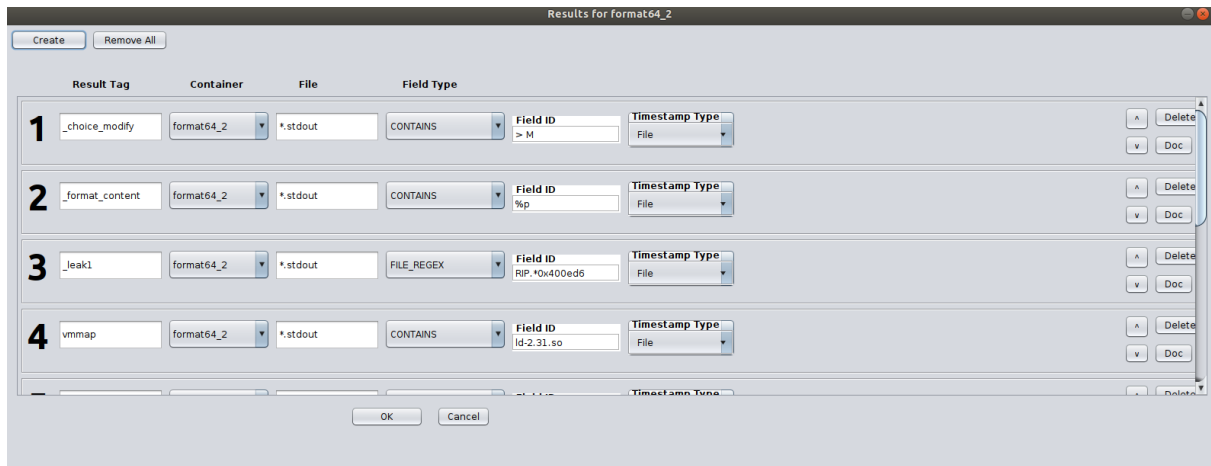 Results for format64_2
Create Remove All
Result Tag Container File Field Type
1 _choice_modify format64_2 *.stdout CONTAINS Field ID > M Timestamp Type File ^ Delete
v Doc
2 _format_content format64_2 *.stdout CONTAINS Field ID %p Timestamp Type File ^ Delete
v Doc
3 _leak1 format64_2 *.stdout FILE_REGEX Field ID RIP.*0x400ed6 Timestamp Type File ^ Delete
v Doc
4 vmmap format64_2 *.stdout CONTAINS Field ID ld-2.31.so Timestamp Type File ^ Delete
v Doc
Timestamp Type
OK Cancel